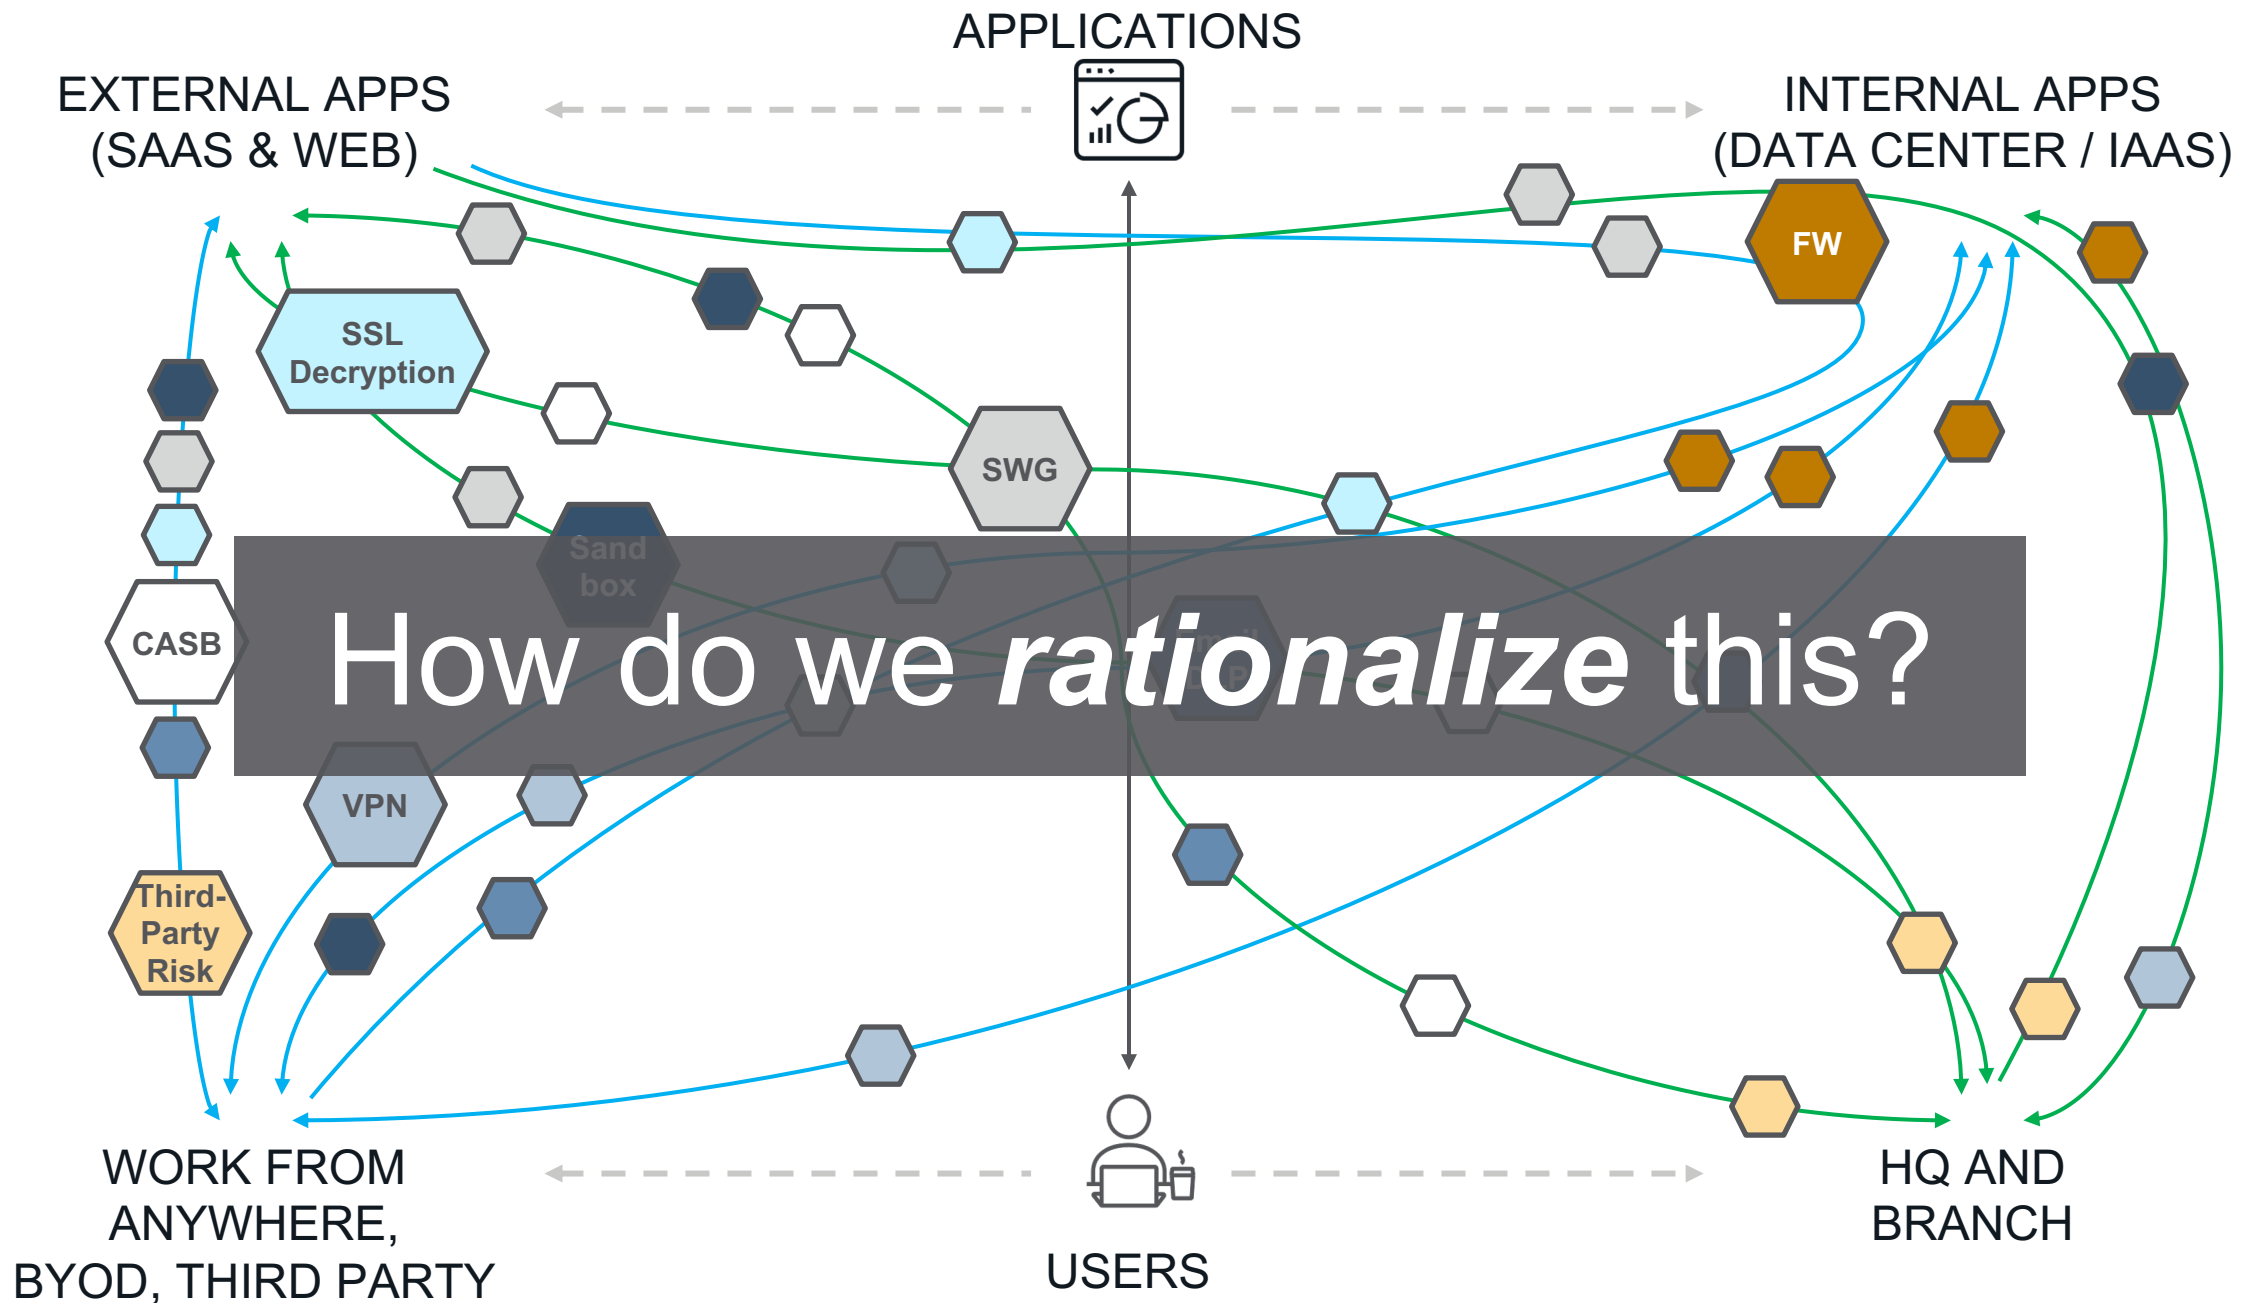 APPLICATIONS
EXTERNAL APPS
(SAAS & WEB)
INTERNAL APPS
(DATA CENTER / IAAS)
FW
SSL
Decryption
SWG
Sand
box
CASB
How do we rationalize this?
VPN
Third-
Party
Risk
WORK FROM
ANYWHERE,
BYOD, THIRD PARTY
USERS
HQ AND
BRANCH